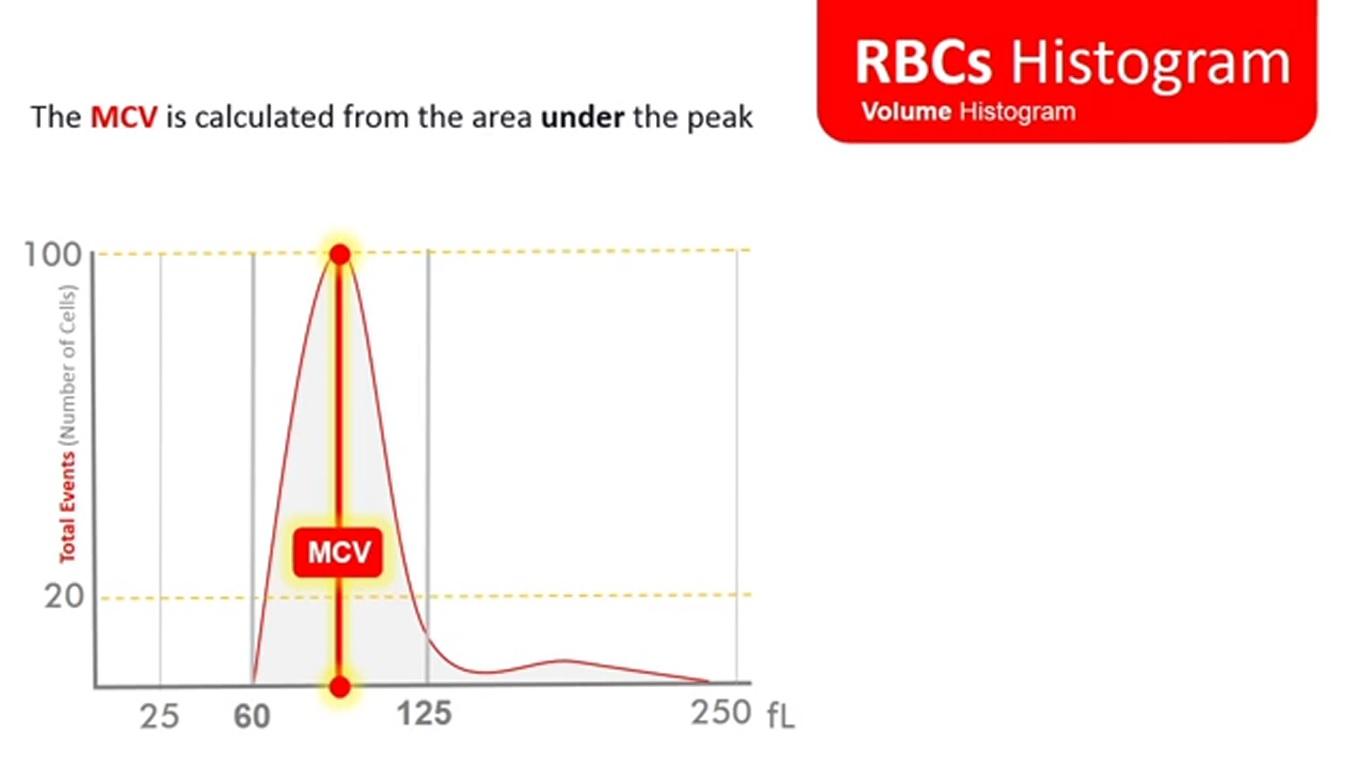 RBCs Histogram
Volume Histogram
The MCV is calculated from the area under the peak
100
Total Events (Number of Cells)
MCV
20
25 60 125 250 fL